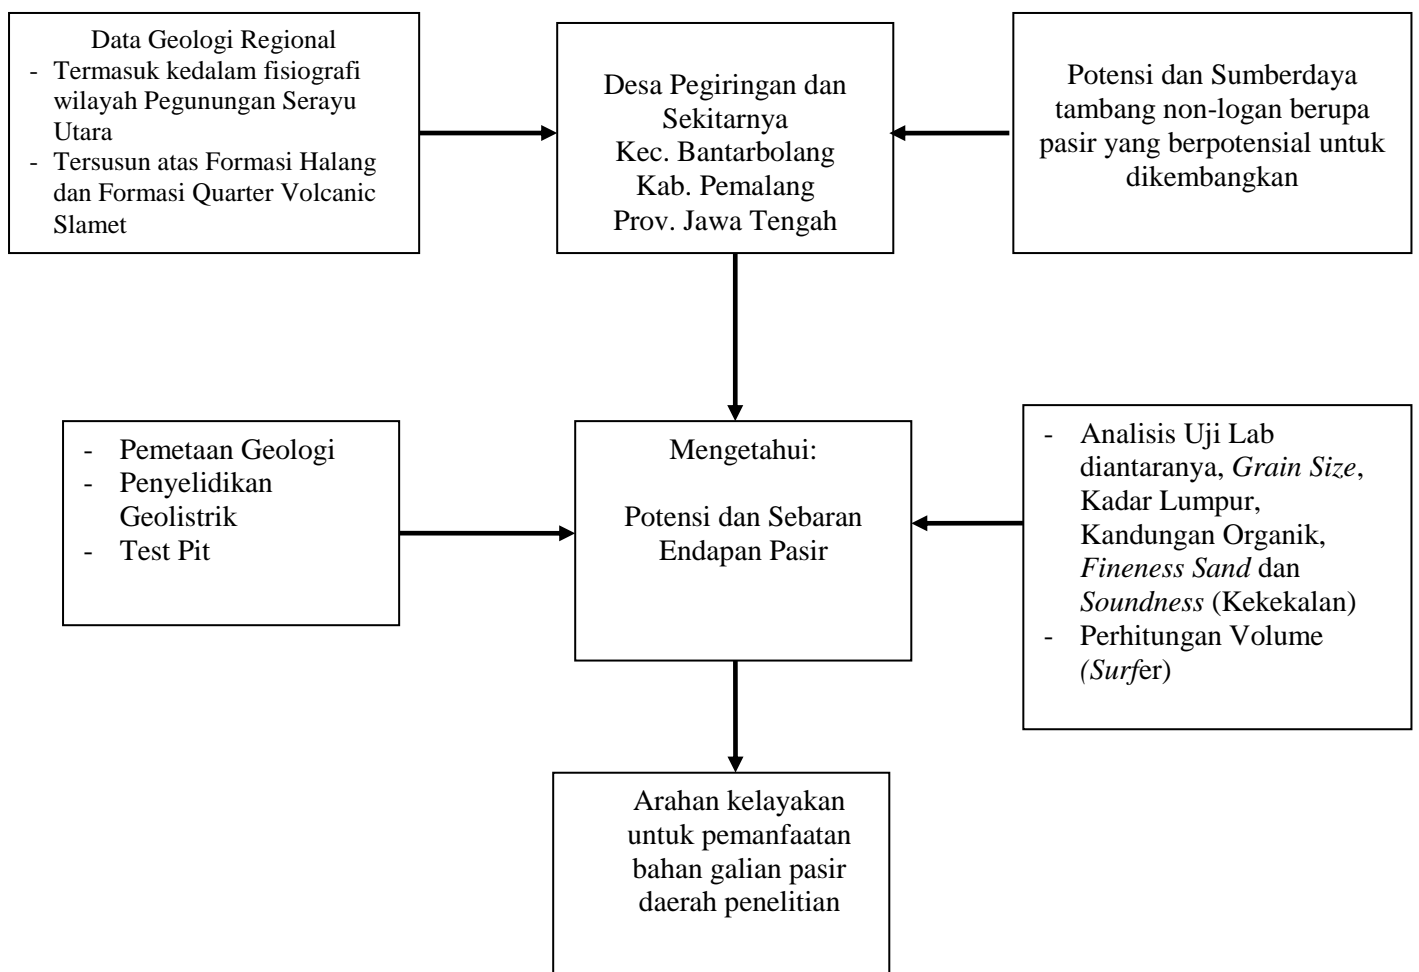 Data Geologi Regional
- Termasuk kedalam fisiografi
wilayah Pegunungan Serayu
Utara
- Tersusun atas Formasi Halang
dan Formasi Quarter Volcanic
Slamet
Desa Pegiringan dan
Sekitarnya
Kec. Bantarbolang
Kab. Pemalang
Prov. Jawa Tengah
Potensi dan Sumberdaya
tambang non-logan berupa
pasir yang berpotensial untuk
dikembangkan
- Pemetaan Geologi
- Penyelidikan
Geolistrik
- Test Pit
Mengetahui:
Potensi dan Sebaran
Endapan Pasir
- Analisis Uji Lab
diantaranya, Grain Size,
Kadar Lumpur,
Kandungan Organik,
Fineness Sand dan
Soundness (Kekekalan)
- Perhitungan Volume
(Surfer)
Arahan kelayakan
untuk pemanfaatan
bahan galian pasir
daerah penelitian